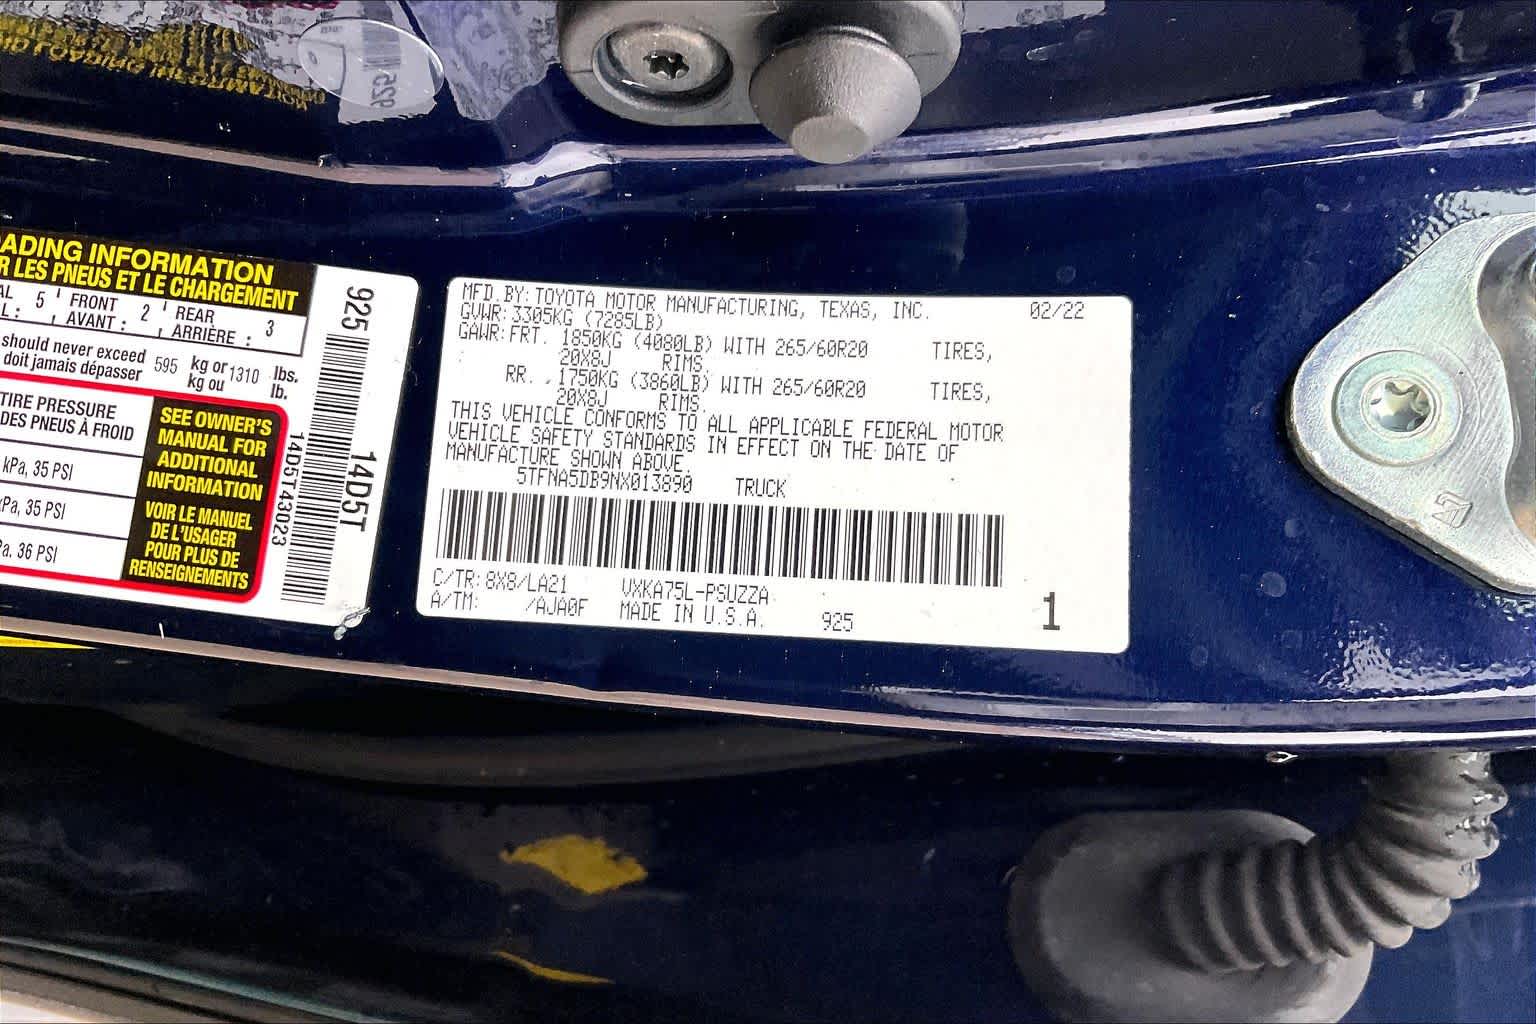 ADING INFORMATION
R LES PNEUS ET LE CHARGEMENT
5 FRONT 2 REAR 3
AVANT : ARRIÈRE :
should never exceed 595 kg or 1310 lbs.
doit jamais dépasser kg ou lb.
TIRE PRESSURE
DES PNEUS À FROID
kPa, 35 PSI
kPa, 35 PSI
Pa. 36 PSI
SEE OWNER'S
MANUAL FOR
ADDITIONAL
INFORMATION
VOIR LE MANUEL
DE L'USAGER
POUR PLUS DE
RENSEIGNEMENTS
925
14D5T
14D5T43023
MFD.BY: TOYOTA MOTOR MANUFACTURING, TEXAS, INC. 02/22
GVWR:3305KG (7285LB)
GAWR:FRT. 1850KG (4080LB) WITH 265/60R20 TIRES,
20X8J RIMS.
RR. 1750KG (3860LB) WITH 265/60R20 TIRES,
20X8J RIMS.
THIS VEHICLE CONFORMS TO ALL APPLICABLE FEDERAL MOTOR
VEHICLE SAFETY STANDARDS IN EFFECT ON THE DATE OF
MANUFACTURE SHOWN ABOVE.
5TFNA5DB9NX013890 TRUCK
C/TR:8X8/LA21 VXKA75L-PSUZZA
A/TM: /AJA0F MADE IN U.S.A. 925
1